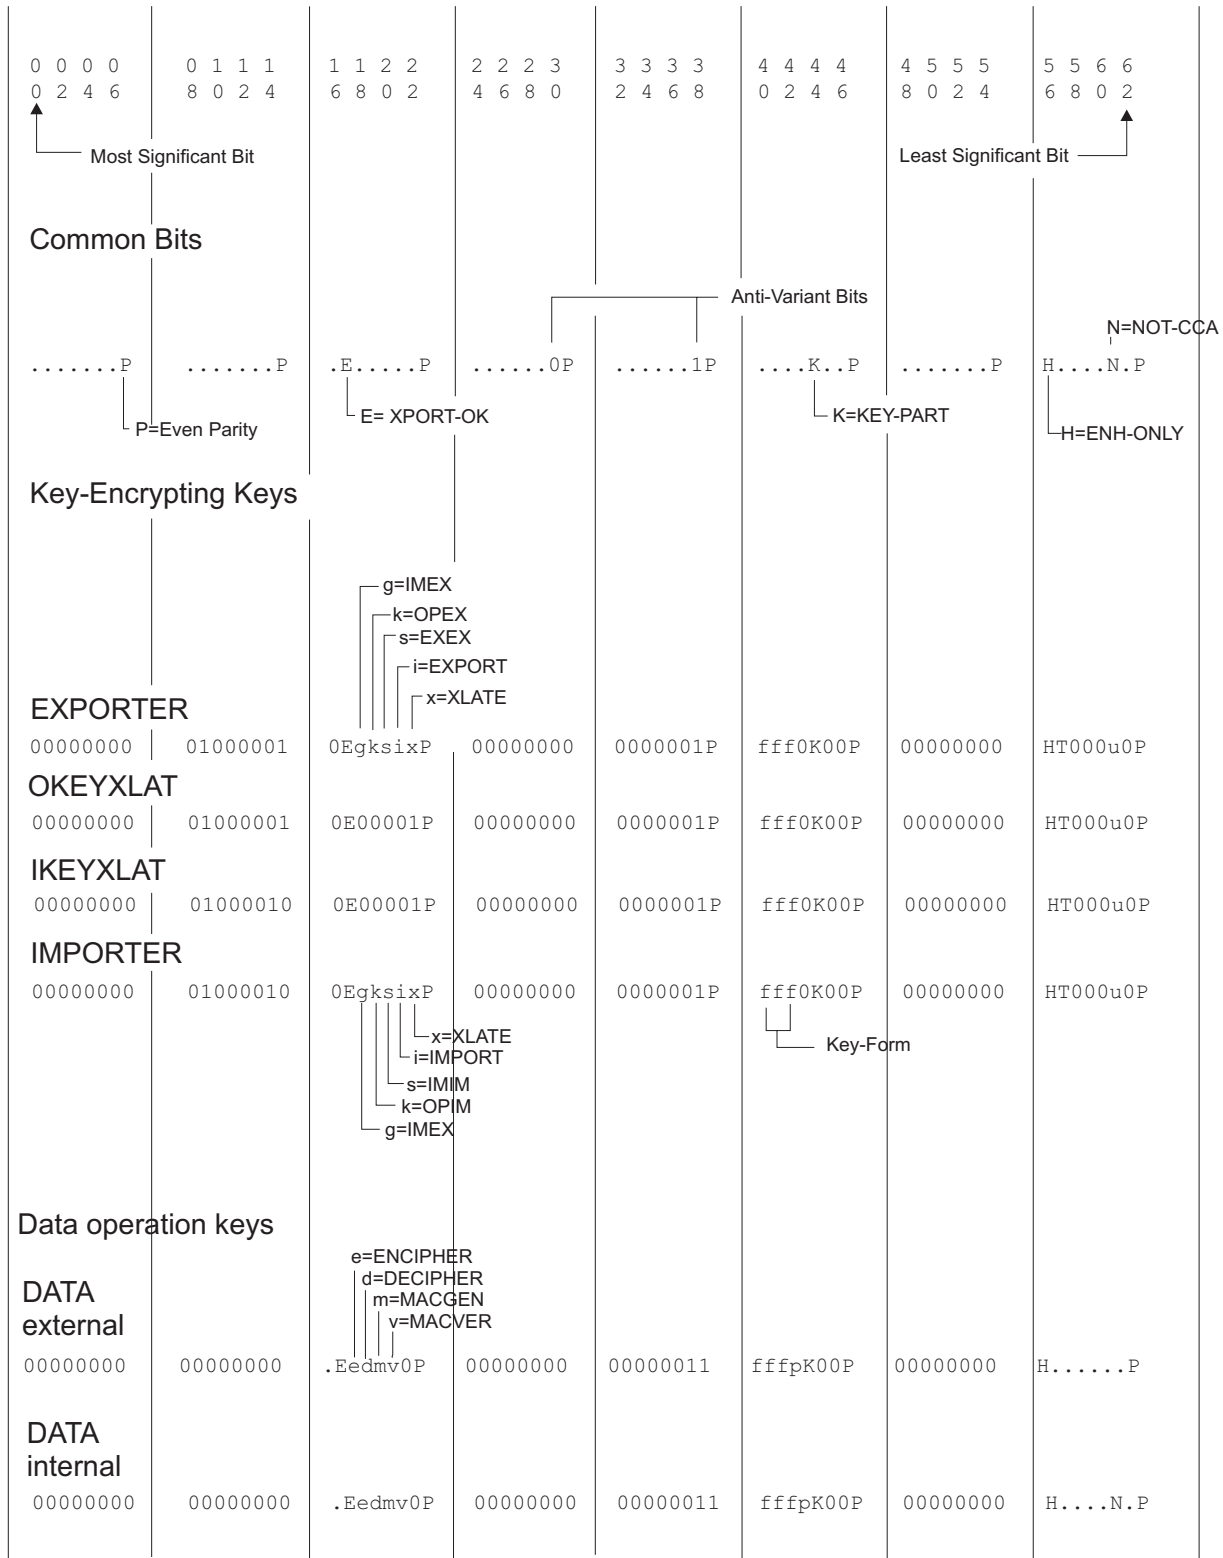 0 0 0 0 0 1 1 1 1 1 2 2 2 2 2 3 3 3 3 3 4 4 4 4 4 5 5 5 5 5 6 6
0 2 4 6 8 0 2 4 6 8 0 2 4 6 8 0 2 4 6 8 0 2 4 6 8 0 2 4 6 8 0 2
Most Significant Bit Least Significant Bit
Common Bits
Anti-Variant Bits
N=NOT-CCA
.......P .......P .E.....P ......0P ......1P ....K..P .......P H....N.P
P=Even Parity E= XPORT-OK K=KEY-PART H=ENH-ONLY
Key-Encrypting Keys
g=IMEX
k=OPEX
s=EXEX
i=EXPORT
x=XLATE
EXPORTER
00000000 01000001 0EgksixP 00000000 0000001P fff0K00P 00000000 HT000u0P
OKEYXLAT
00000000 01000001 0E00001P 00000000 0000001P fff0K00P 00000000 HT000u0P
IKEYXLAT
00000000 01000010 0E00001P 00000000 0000001P fff0K00P 00000000 HT000u0P
IMPORTER
00000000 01000010 0EgksixP 00000000 0000001P fff0K00P 00000000 HT000u0P
x=XLATE Key-Form
i=IMPORT
s=IMIM
k=OPIM
g=IMEX
Data operation keys
e=ENCIPHER
d=DECIPHER
m=MACGEN
v=MACVER
DATA
external
00000000 00000000 .Eedmv0P 00000000 00000011 fffpK00P 00000000 H......P
DATA
internal
00000000 00000000 .Eedmv0P 00000000 00000011 fffpK00P 00000000 H....N.P